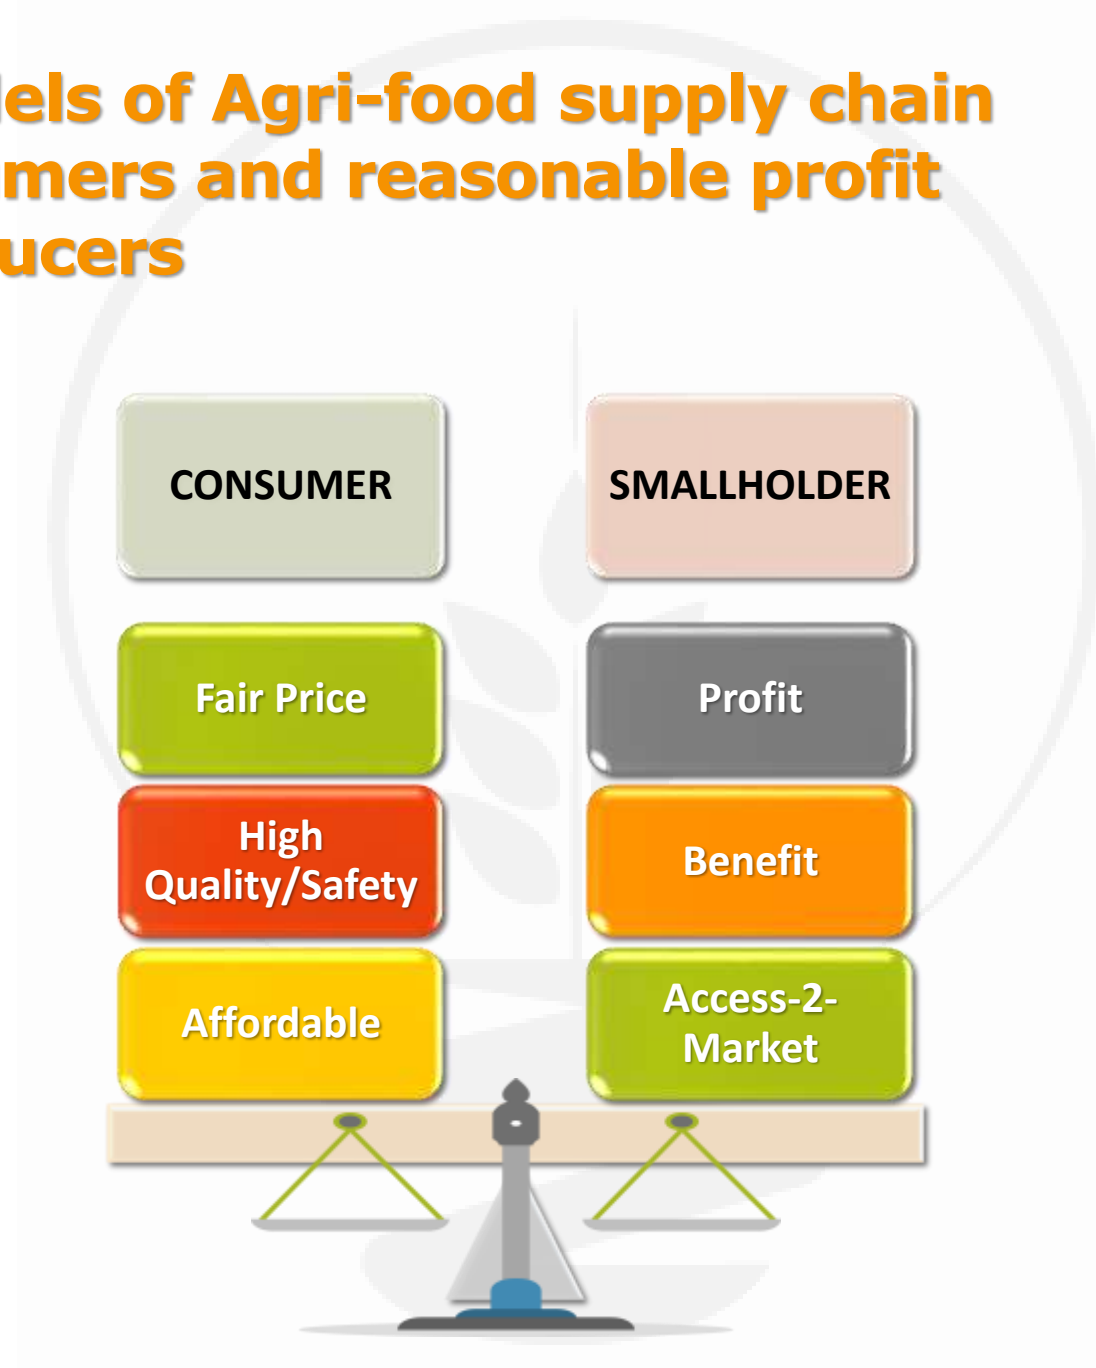 els of Agri-food supply chain
mers and reasonable profit
ucers
CONSUMER
SMALLHOLDER
Fair Price
Profit
High
Quality/Safety
Benefit
Affordable
Access-2-
Market